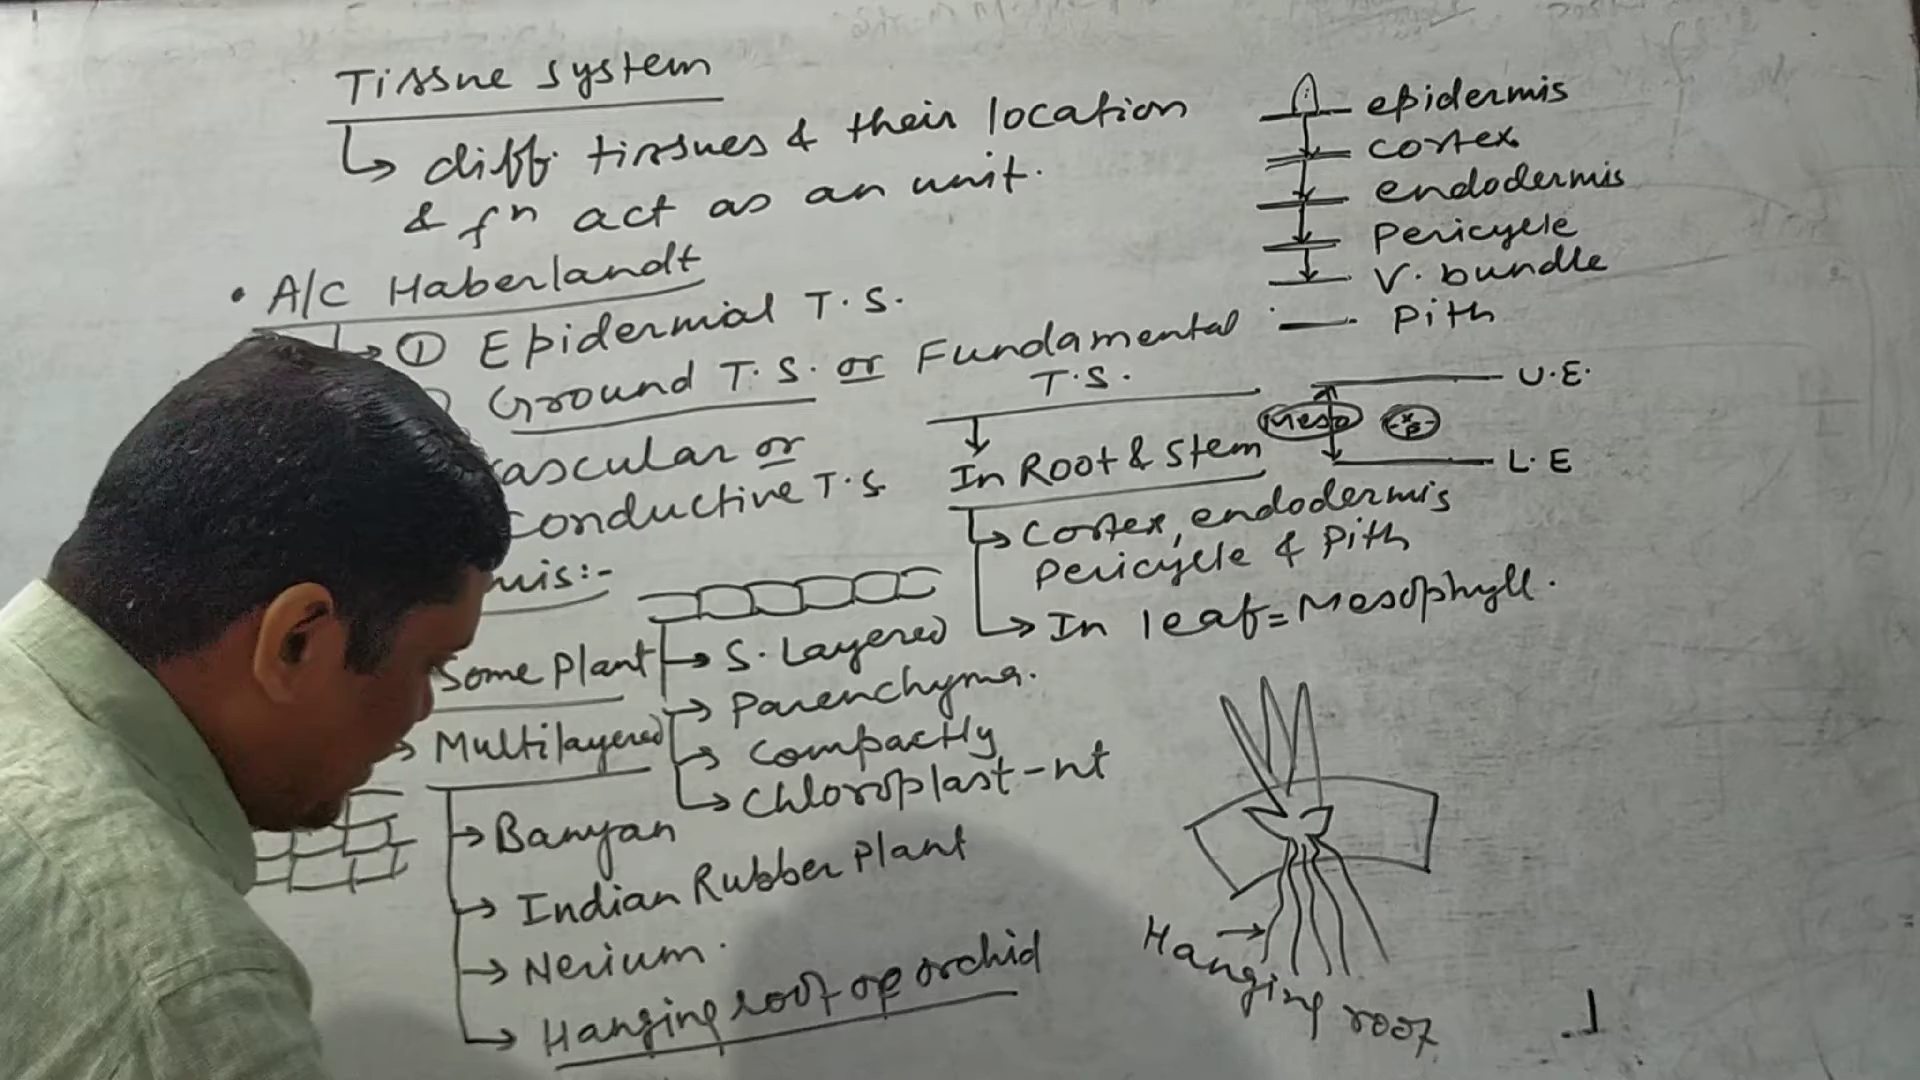 Tissue system
diff. tissues & their location
& fn act as an unit.
• A/C Haberlandt
① Epidermial T.S.
Ground T.S. or Fundamental
T.S.
ascular or
conductive T.S
mis:-
Some Plant
S. Layered
Parenchyma.
Multilayered
Compactly
Chloroplast-nt
Banyan
Indian Rubber Plant
Nerium.
Hanging root of orchid
epidermis
cortex
endodermis
Pericycle
V. bundle
Pith
U.E.
Meso
L.E
In Root & Stem
Cortex, endodermis
Pericycle & Pith
In leaf = Mesophyll.
Hanging root